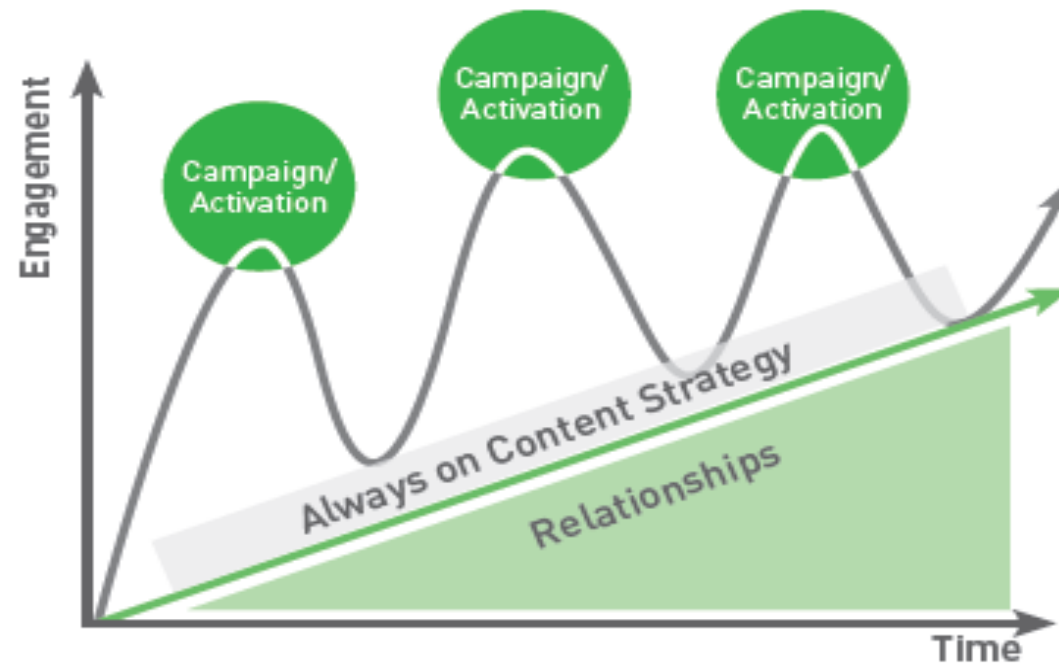 Engagement
Campaign/
Activation
Campaign/
Activation
Campaign/
Activation
Always on Content Strategy
Relationships
Time